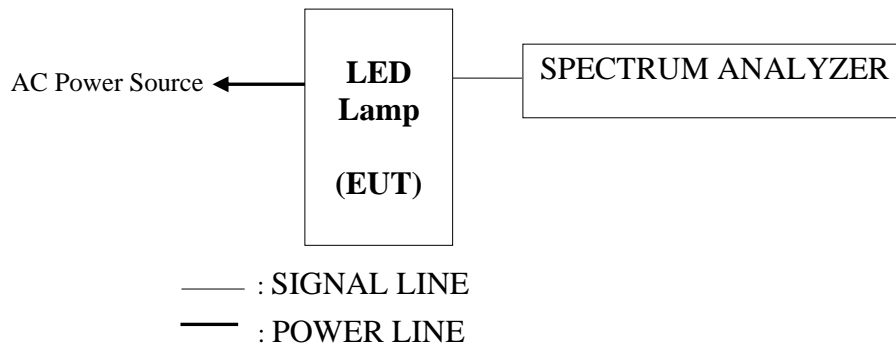 AC Power Source
LED
Lamp
(EUT)
SPECTRUM ANALYZER
: SIGNAL LINE
: POWER LINE